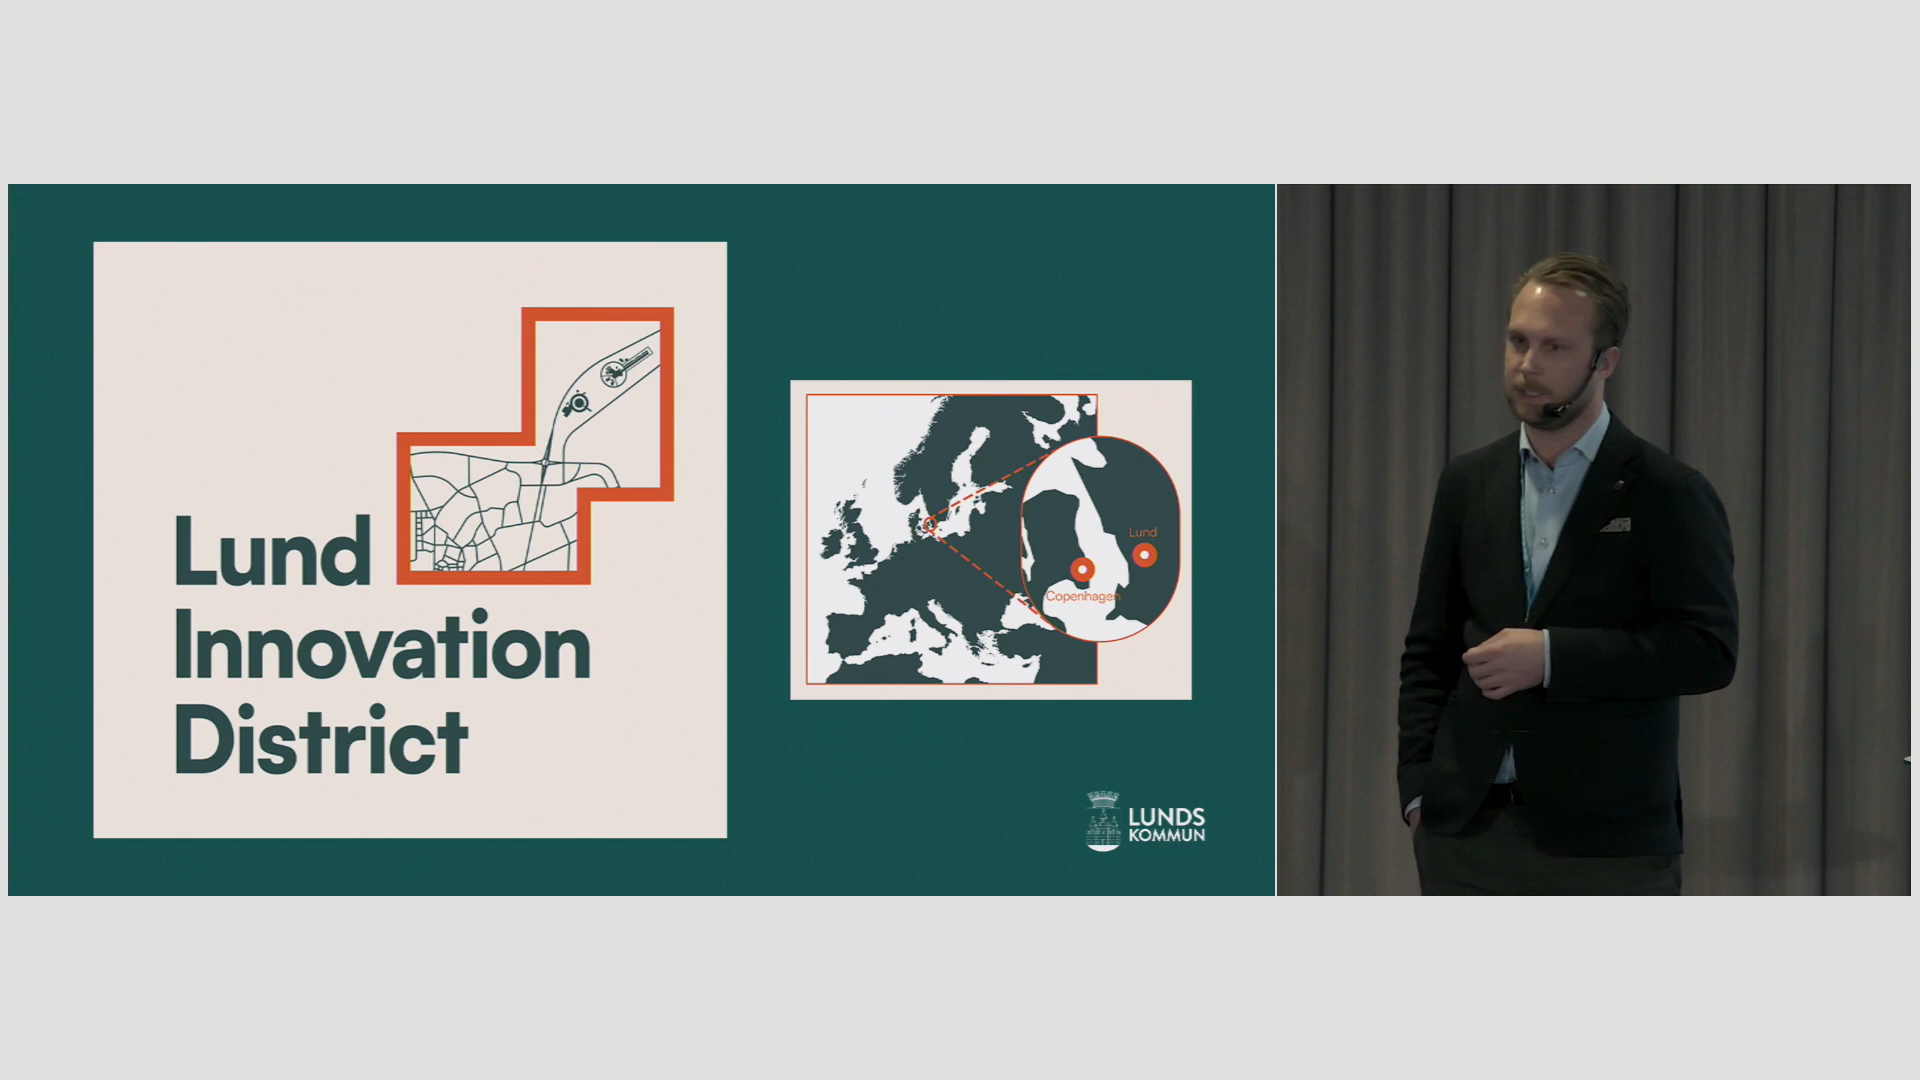 Lund
Innovation
District
Lund
Copenhagen
LUNDS
KOMMUN